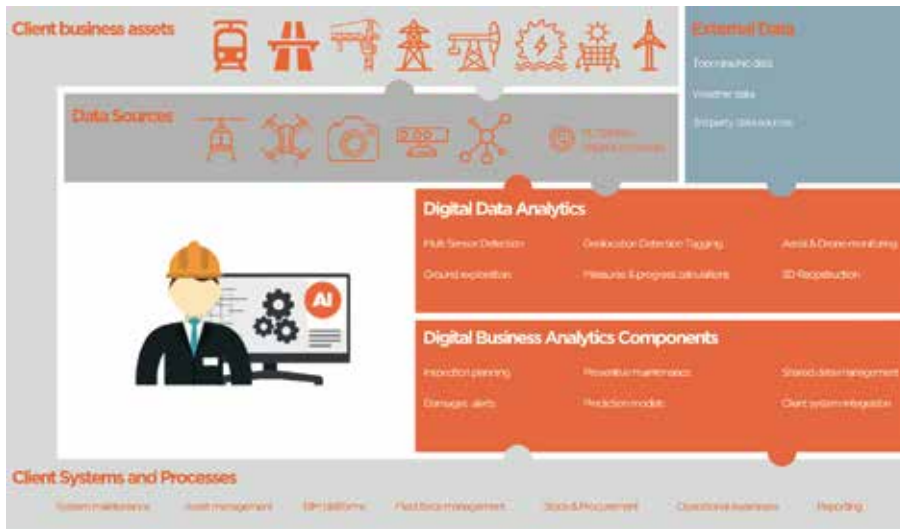 Client business assets
External Data
Topographic data
Weather data
3rd party data sources
Data Sources
Digital Data Analytics
Multi Sensor Detection
Geolocation Detection Tagging
Aerial & Drone monitoring
Ground exploration
Measures & progress calculations
3D Reconstruction
AI
Digital Business Analytics Components
Inspection planning
Preventive maintenance
Shared data management
Damages alerts
Prediction models
Client system integration
Client Systems and Processes
System maintenance
Asset management
BIM platforms
Field force management
Stock & Procurement
Operational awareness
Reporting